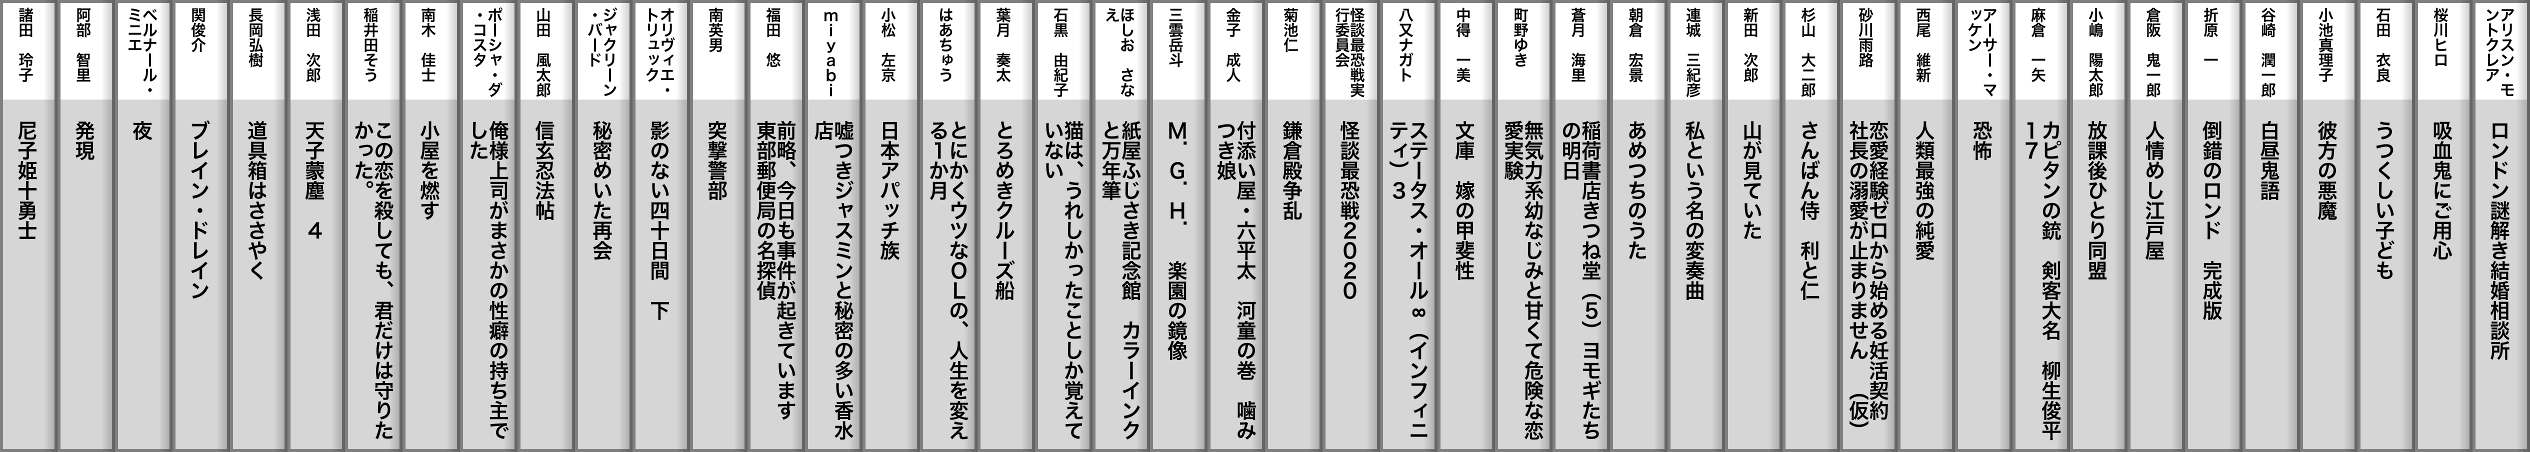 アリスン・モ
ントクレア
ロンドン謎解き結婚相談所
桜川ヒロ
吸血鬼にご用心
石田 衣良
うつくしい子ども
小池真理子
彼方の悪魔
谷崎 潤一郎
白昼鬼語
折原 一
倒錯のロンド 完成版
倉阪 鬼一郎
人情めし江戸屋
小嶋 陽太郎
放課後ひとり同盟
麻倉 一矢
カピタンの銃 剣客大名 柳生俊平
17
アーサー・マ
ッケン
恐怖
西尾 維新
人類最強の純愛
砂川雨路
恋愛経験ゼロから始める妊活契約
社長の溺愛が止まりません (仮)
杉山 大二郎
さんばん侍 利と仁
新田 次郎
山が見ていた
連城 三紀彦
私という名の変奏曲
朝倉 宏景
あめつちのうた
蒼月 海里
稲荷書店きつね堂(5)ヨモギたち
の明日
町野ゆき
無気力系幼なじみと甘くて危険な恋
愛実験
中得 一美
文庫 嫁の甲斐性
八又ナガト
ステータス・オール∞(インフィニ
ティ)3
怪談最恐戦実
行委員会
怪談最恐戦2020
菊池仁
鎌倉殿争乱
金子 成人
付添い屋・六平太 河童の巻 噛み
つき娘
三雲岳斗
M.G.H. 楽園の鏡像
ほしお さな
え
紙屋ふじさき記念館 カラーインク
と万年筆
石黒 由紀子
猫は、うれしかったことしか覚えて
いない
葉月 奏太
とろめきクルーズ船
はあちゅう
とにかくウツなOLの、人生を変え
る1か月
小松 左京
日本アパッチ族
miyabi
嘘つきジャスミンと秘密の多い香水
店
福田 悠
前略、今日も事件が起きています
東部郵便局の名探偵
南英男
突撃警部
オリヴィエ・
トリュック
影のない四十日間 下
ジャクリーン
・バード
秘密めいた再会
山田 風太郎
信玄忍法帖
ポーシャ・ダ
・コスタ
俺様上司がまさかの性癖の持ち主で
した
南木 佳士
小屋を燃す
稲井田そう
この恋を殺しても、君だけは守りた
かった。
浅田 次郎
天子蒙塵 4
長岡弘樹
道具箱はささやく
関俊介
ブレイン・ドレイン
ベルナール・
ミニエ
夜
阿部 智里
発現
諸田 玲子
尼子姫十勇士